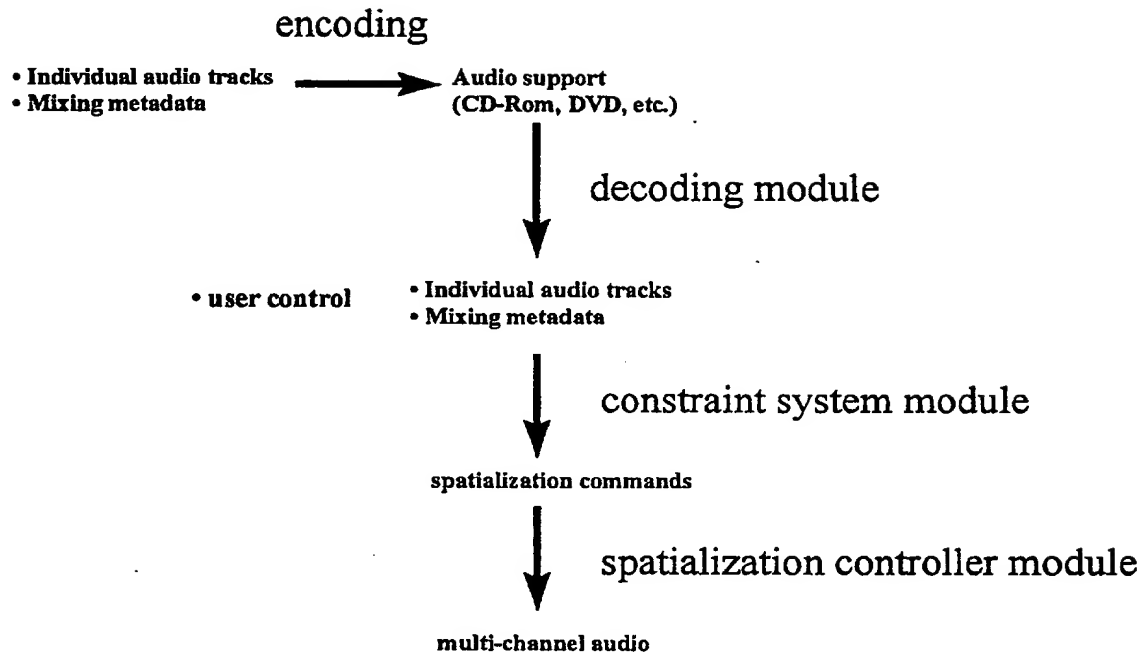 encoding
• Individual audio tracks
• Mixing metadata
Audio support
(CD-Rom, DVD, etc.)
decoding module
• user control
• Individual audio tracks
• Mixing metadata
constraint system module
spatialization commands
spatialization controller module
multi-channel audio